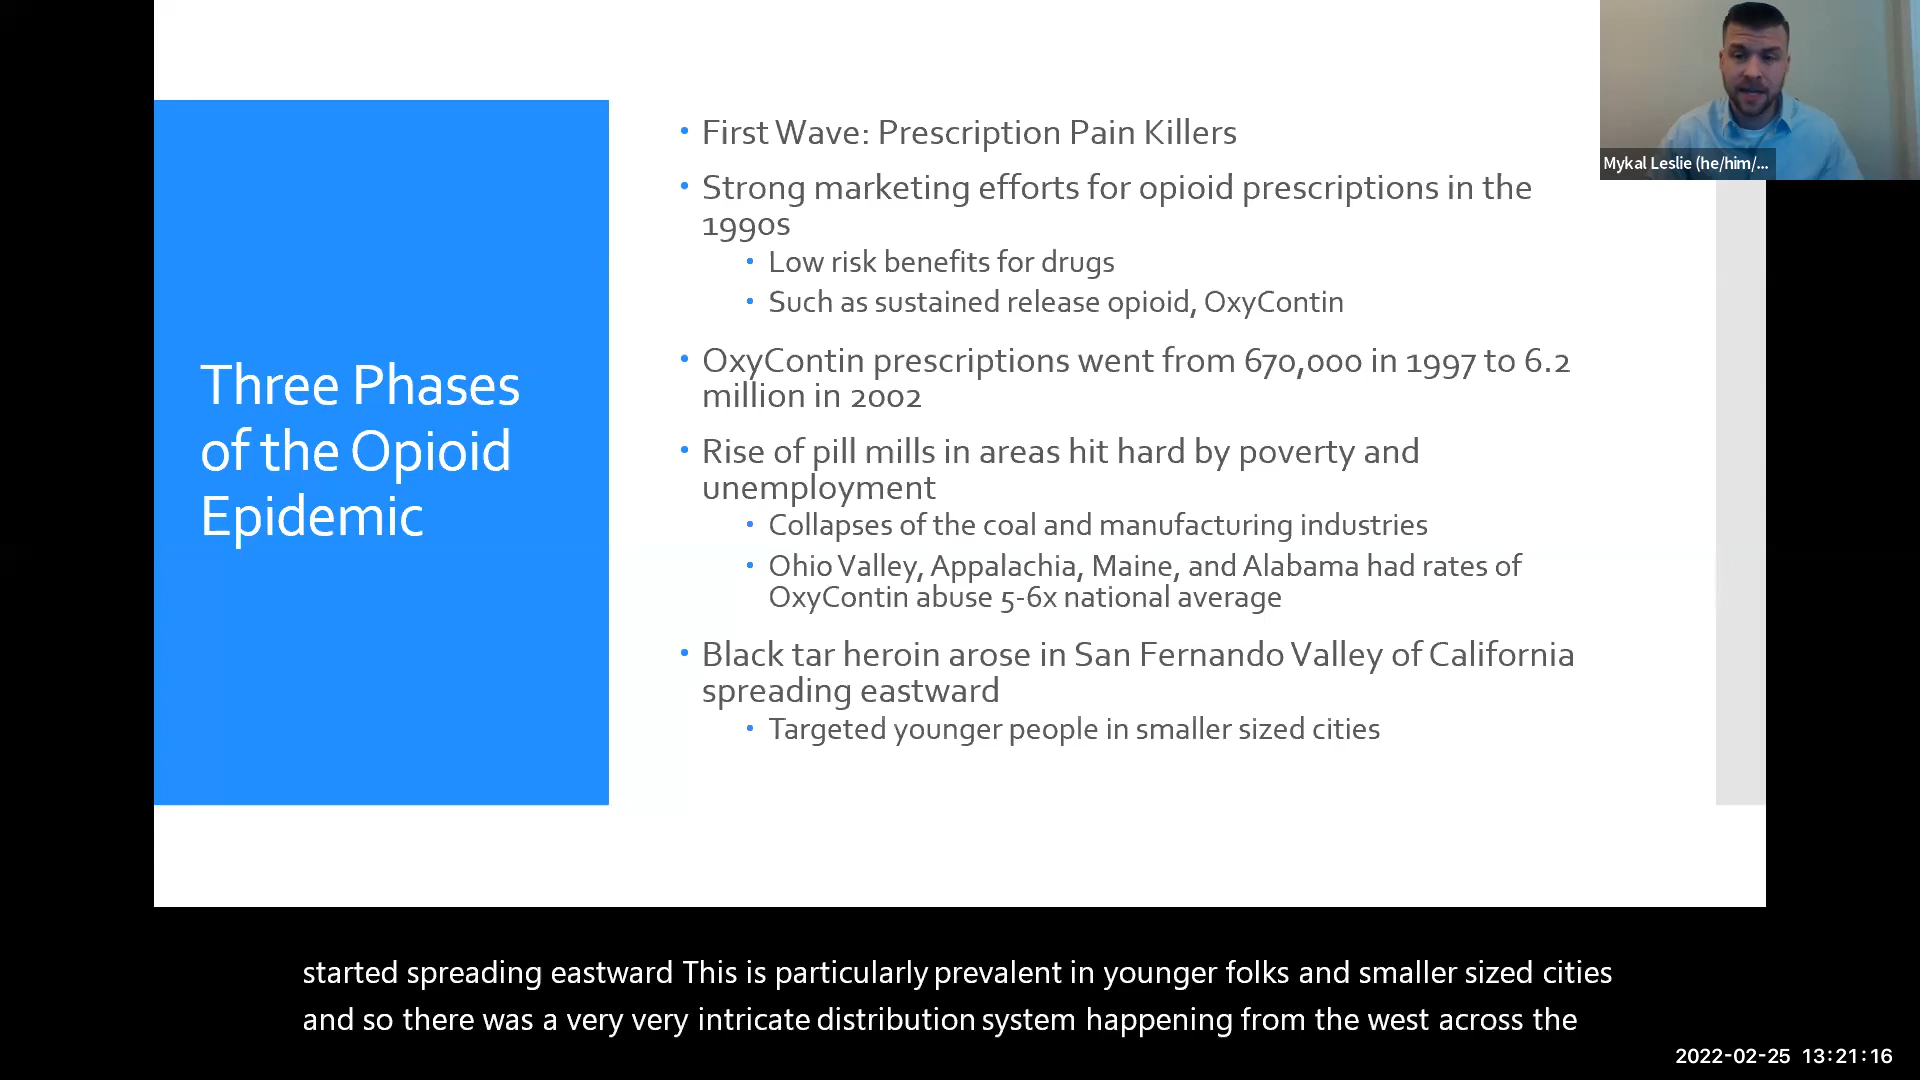 Three Phases
of the Opioid
Epidemic
• First Wave: Prescription Pain Killers
• Strong marketing efforts for opioid prescriptions in the
1990s
• Low risk benefits for drugs
• Such as sustained release opioid, OxyContin
• OxyContin prescriptions went from 670,000 in 1997 to 6.2
million in 2002
• Rise of pill mills in areas hit hard by poverty and
unemployment
• Collapses of the coal and manufacturing industries
• Ohio Valley, Appalachia, Maine, and Alabama had rates of
OxyContin abuse 5-6x national average
• Black tar heroin arose in San Fernando Valley of California
spreading eastward
• Targeted younger people in smaller sized cities
Mykal Leslie (he/him/...
started spreading eastward This is particularly prevalent in younger folks and smaller sized cities
and so there was a very very intricate distribution system happening from the west across the
2022-02-25 13:21:16